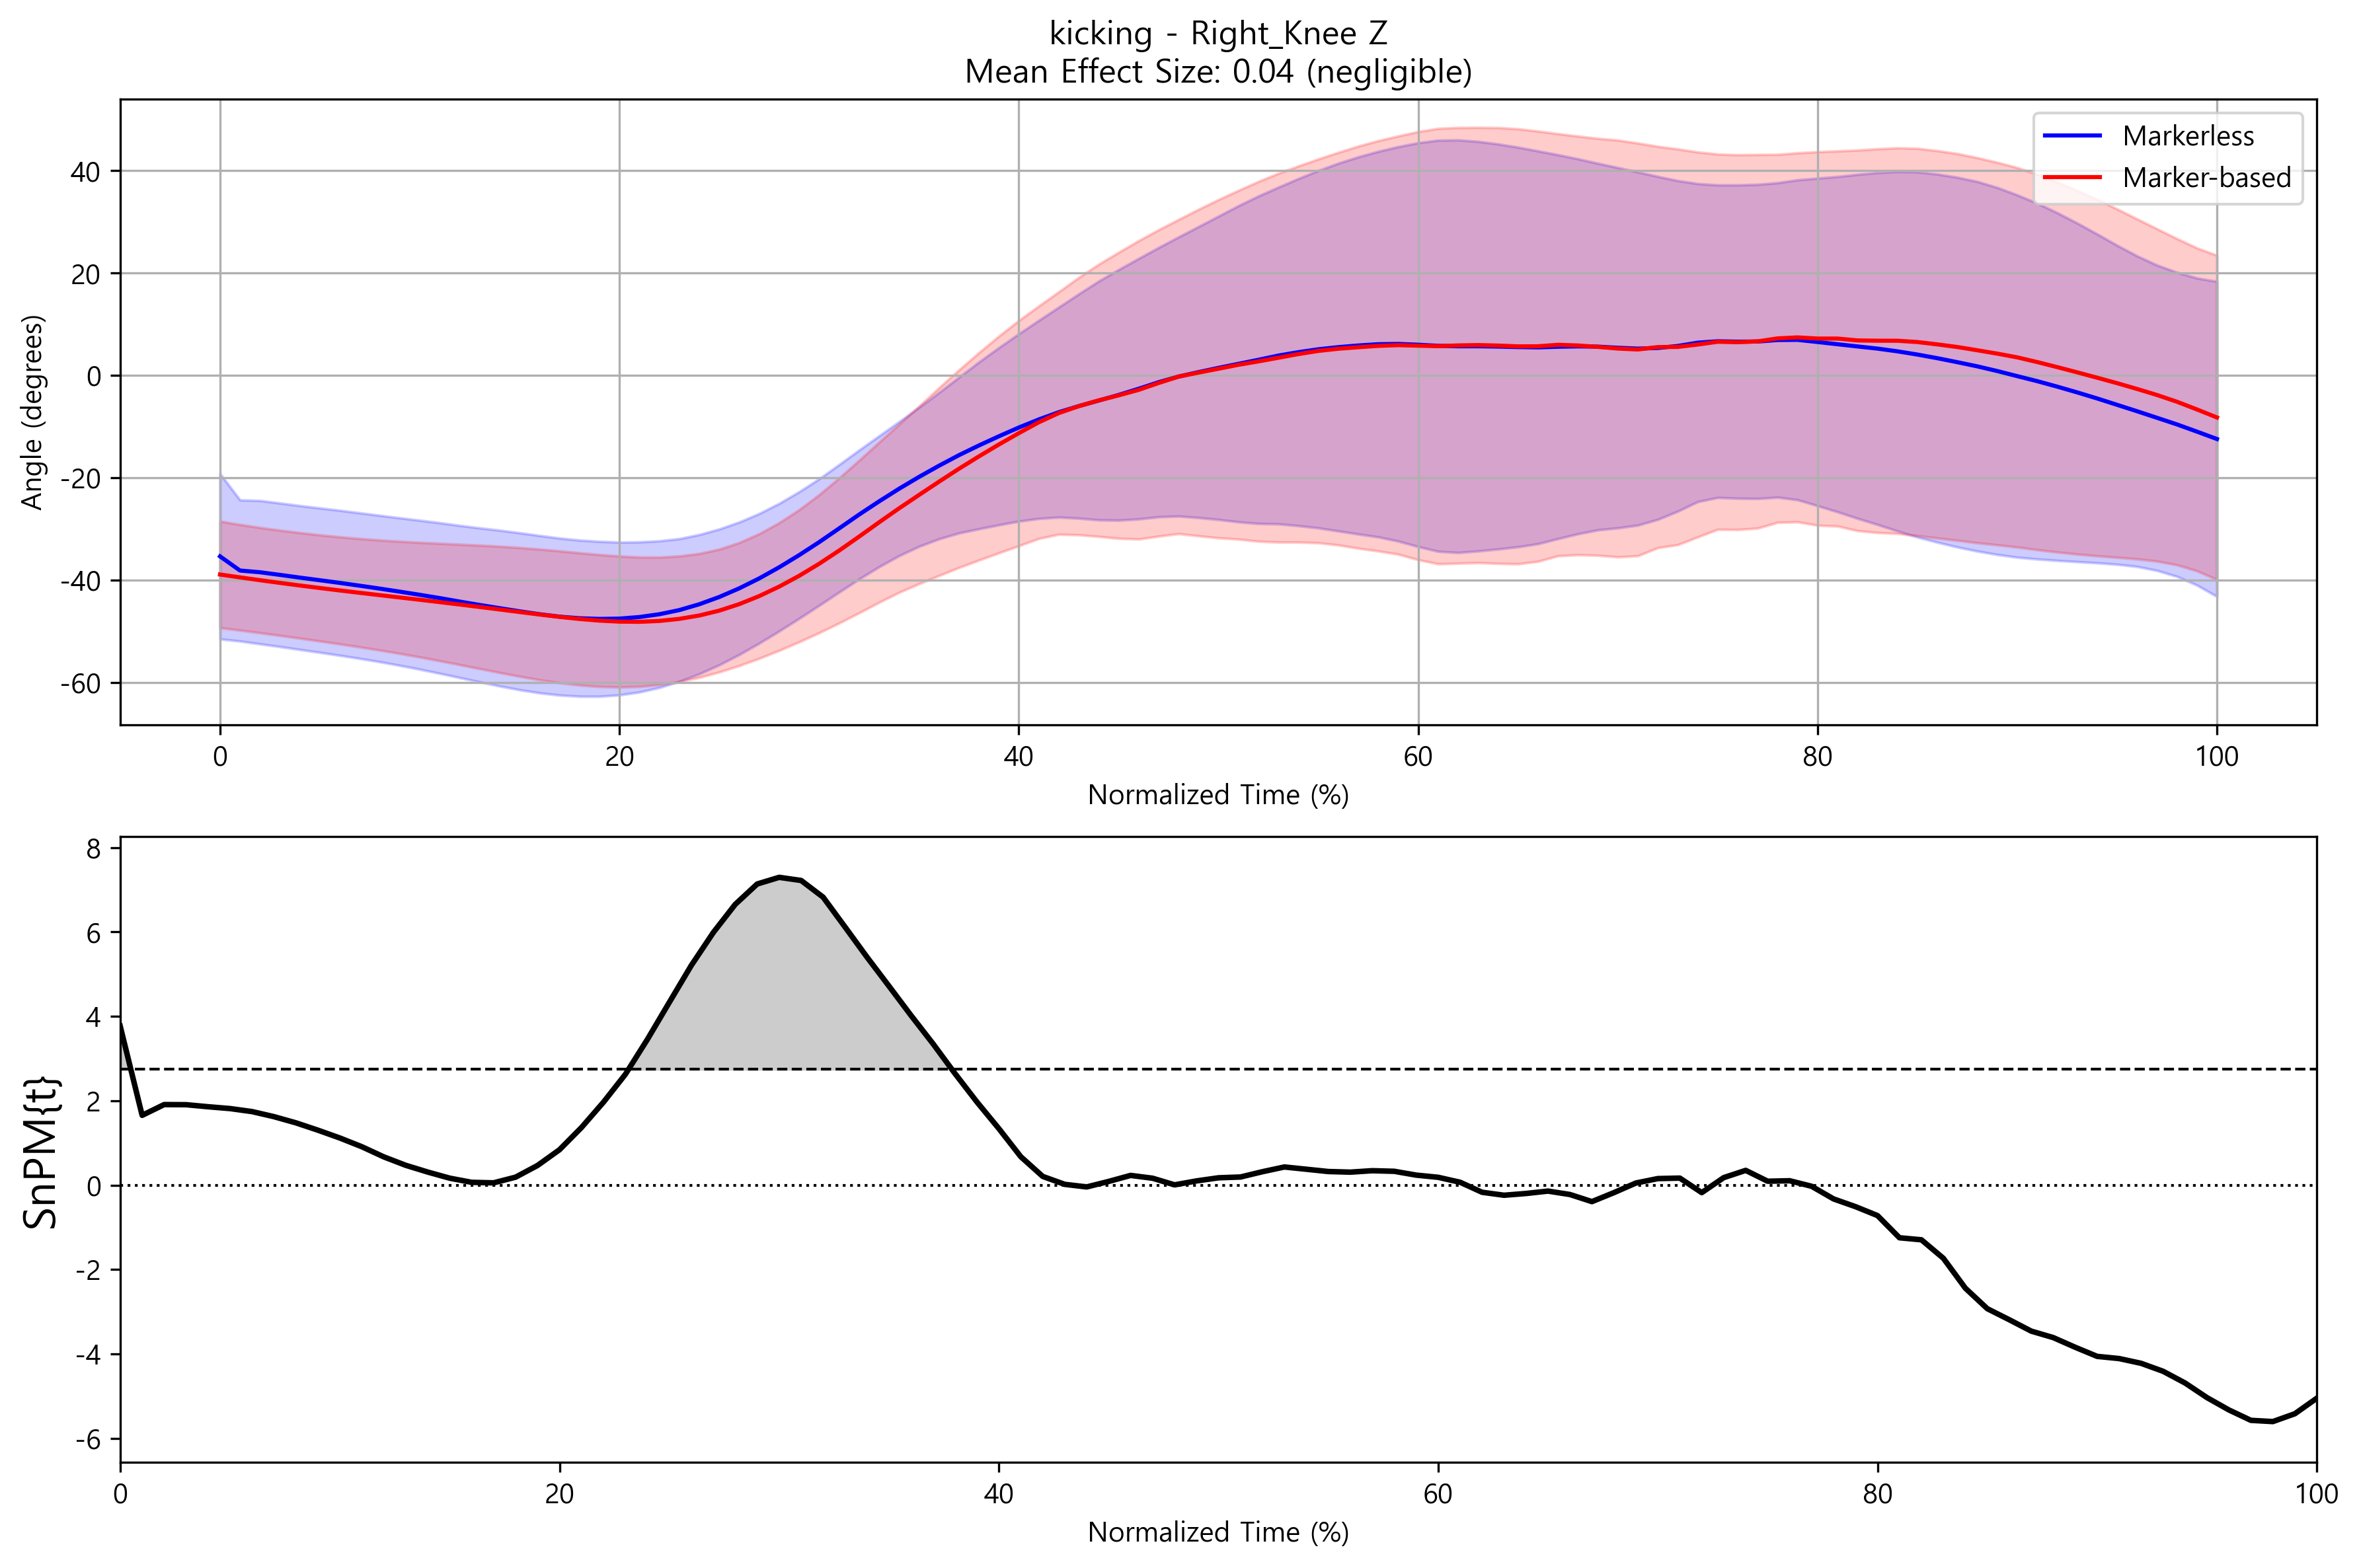 kicking - Right_Knee Z
Mean Effect Size: 0.04 (negligible)
Markerless
Marker-based
Angle (degrees)
40
20
0
-20
-40
-60
0 20 40 60 80 100
Normalized Time (%)
SnPM{t}
8
6
4
2
0
-2
-4
-6
0 20 40 60 80 100
Normalized Time (%)